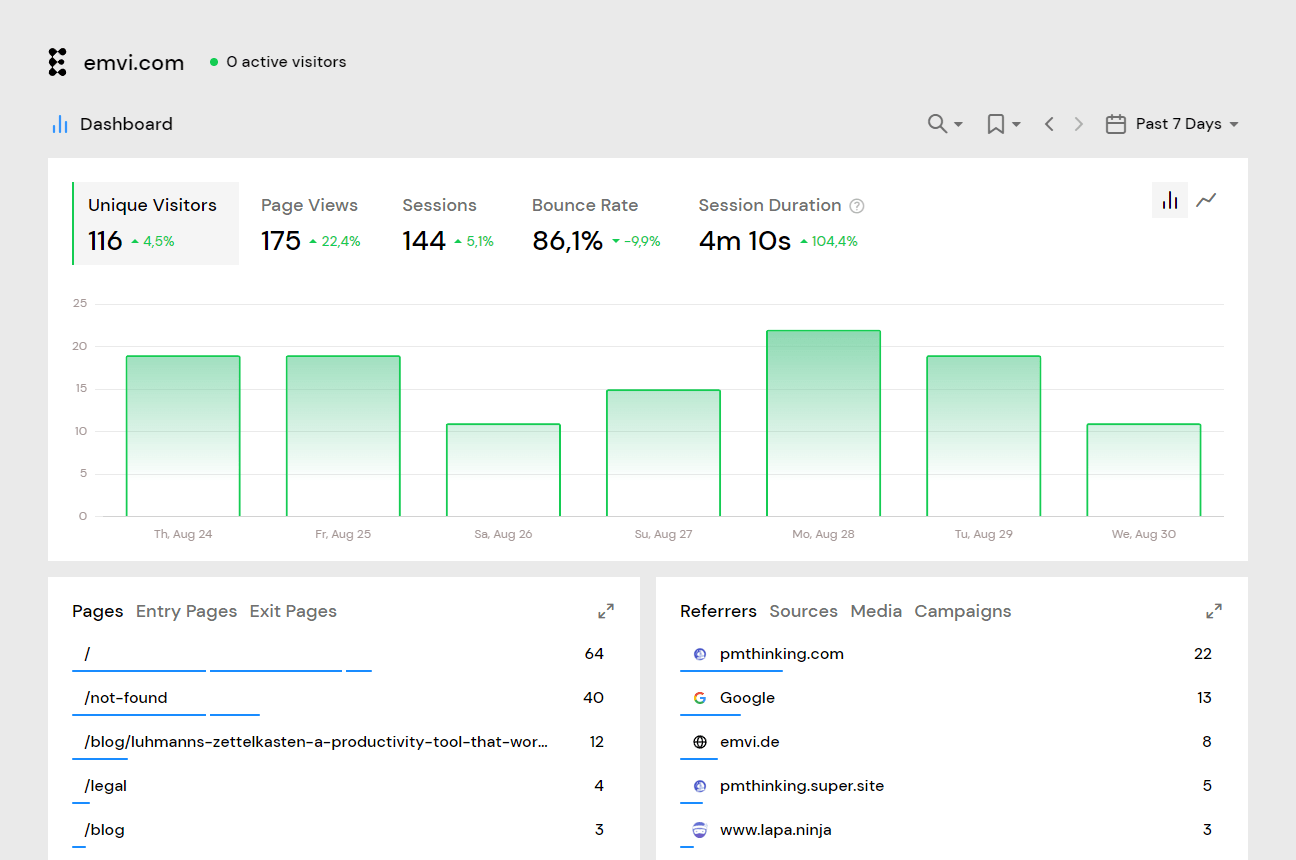 emvi.com 0 active visitors
Dashboard Past 7 Days
Unique Visitors Page Views Sessions Bounce Rate Session Duration ?
116 4,5% 175 22,4% 144 5,1% 86,1% -9,9% 4m 10s 104,4%
25
20
15
10
5
0
Th, Aug 24 Fr, Aug 25 Sa, Aug 26 Su, Aug 27 Mo, Aug 28 Tu, Aug 29 We, Aug 30
Pages Entry Pages Exit Pages
/ 64
/not-found 40
/blog/luhmanns-zettelkasten-a-productivity-tool-that-wor... 12
/legal 4
/blog 3
Referrers Sources Media Campaigns
pmthinking.com 22
Google 13
emvi.de 8
pmthinking.super.site 5
www.lapa.ninja 3